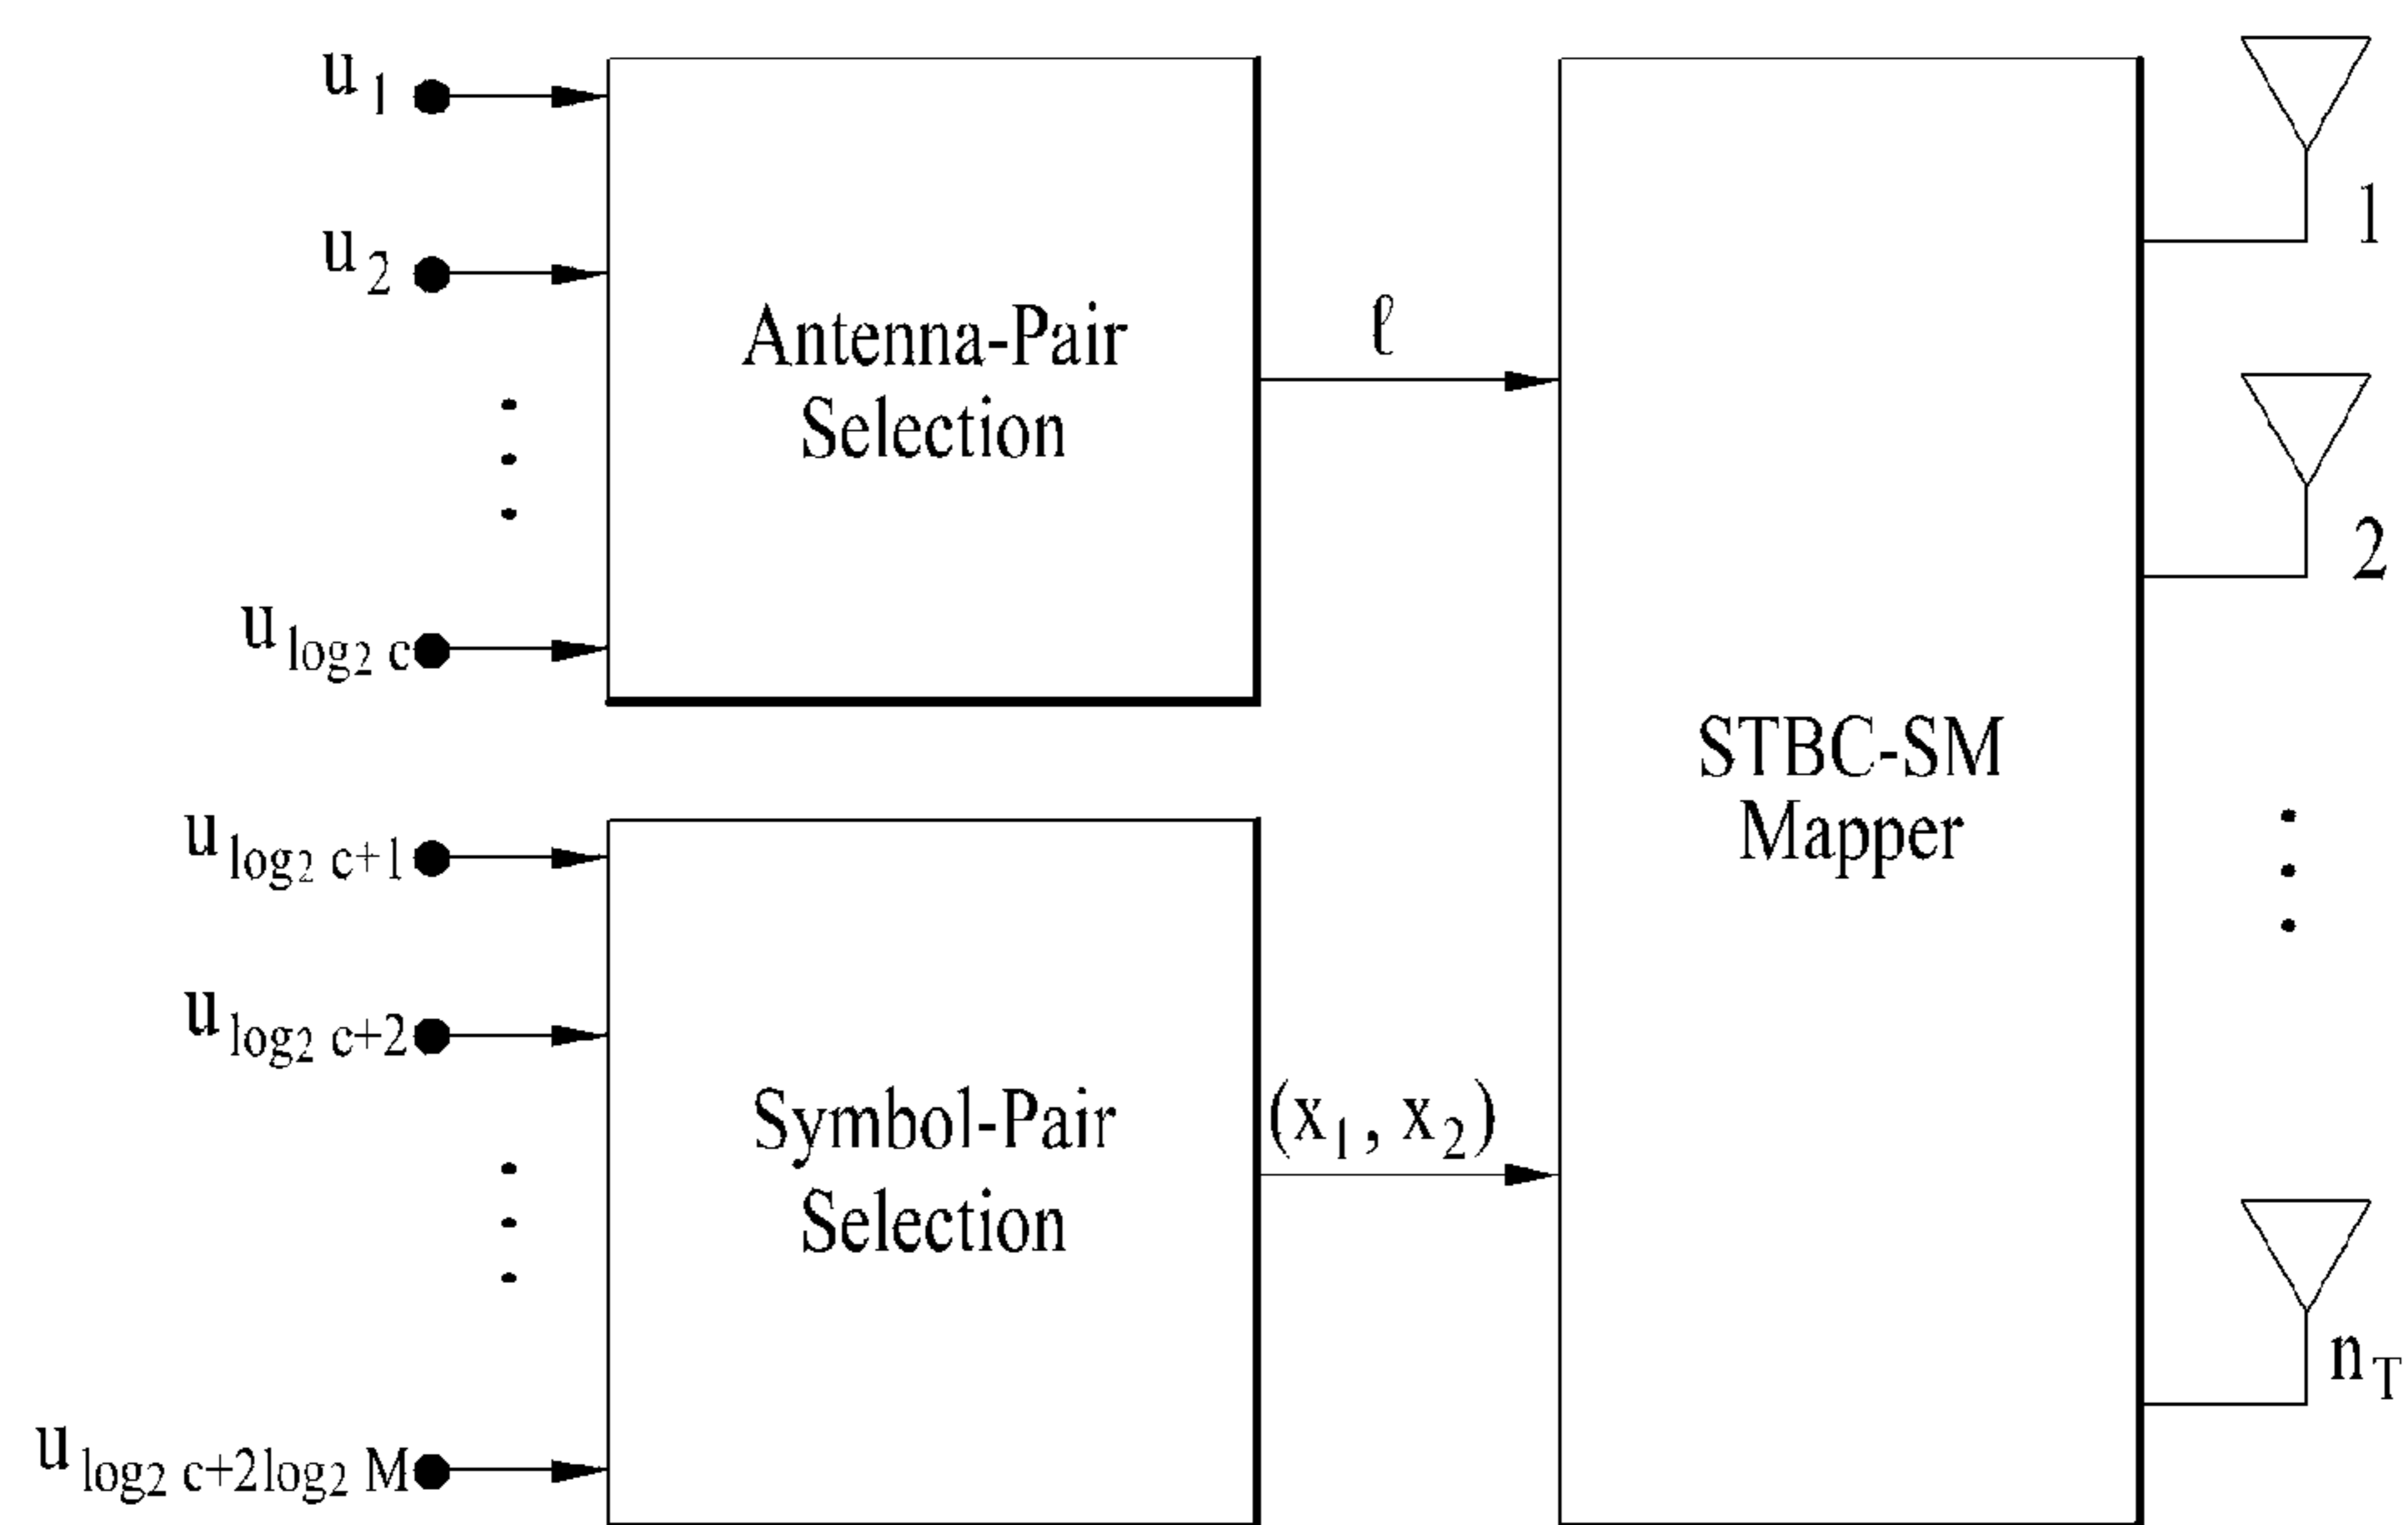 u1
u2
ulog2 c
Antenna-Pair
Selection
ℓ
ulog2 c+1
ulog2 c+2
ulog2 c+2log2 M
Symbol-Pair
Selection
(x1, x2)
STBC-SM
Mapper
1
2
nT